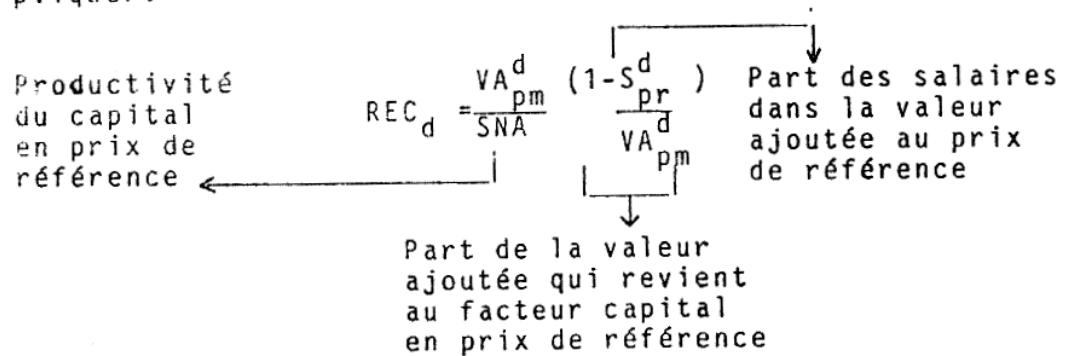 Productivité
du capital
en prix de
référence
REC_d = VA^d_pm / SNA (1 - S^d_pr / VA^d_pm)
Part des salaires
dans la valeur
ajoutée au prix
de référence
Part de la valeur
ajoutée qui revient
au facteur capital
en prix de référence